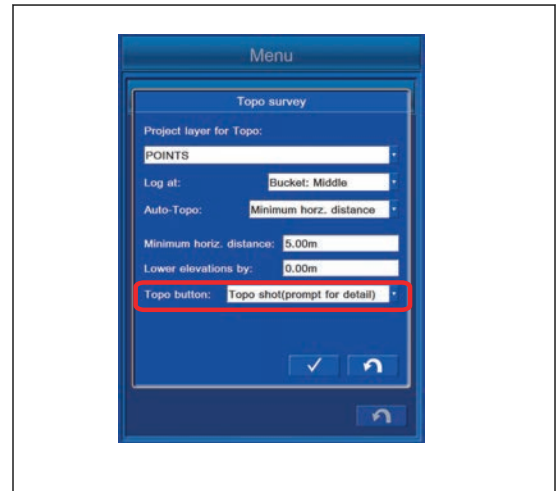 Menu
Topo survey
Project layer for Topo:
POINTS
Log at: Bucket: Middle
Auto-Topo: Minimum horz. distance
Minimum horiz. distance: 5.00m
Lower elevations by: 0.00m
Topo button: Topo shot(prompt for detail)